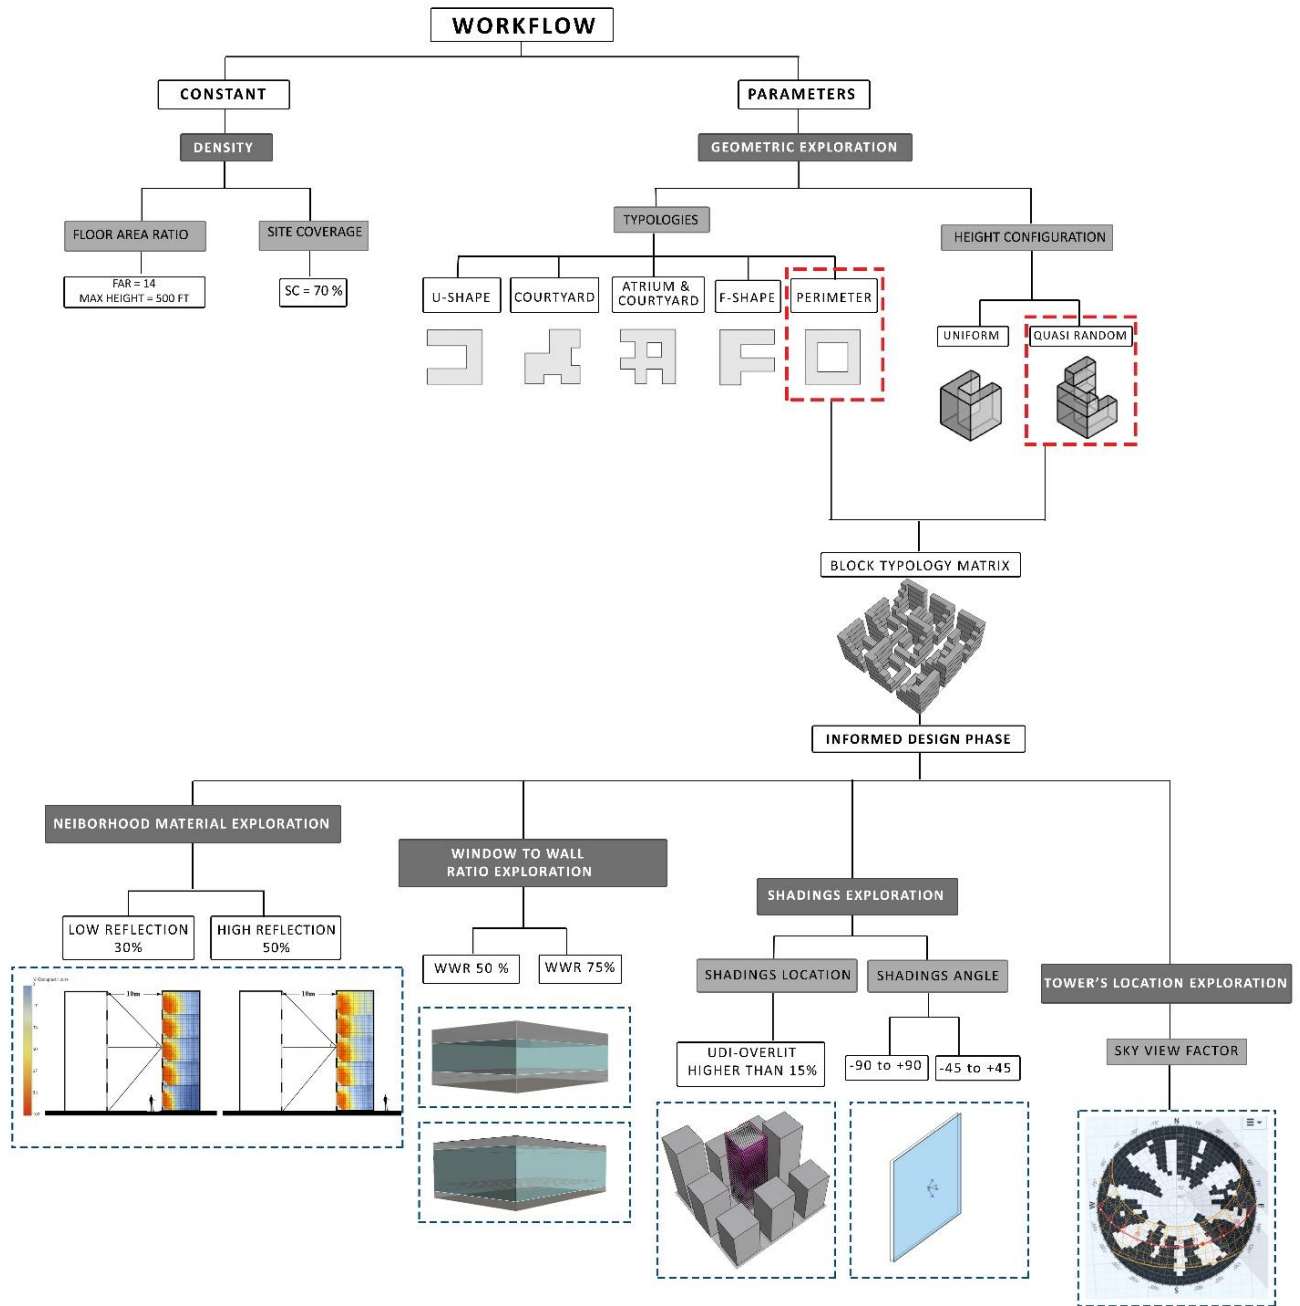 WORKFLOW
CONSTANT
PARAMETERS
DENSITY
GEOMETRIC EXPLORATION
FLOOR AREA RATIO
SITE COVERAGE
TYPOLOGIES
HEIGHT CONFIGURATION
FAR = 14
MAX HEIGHT = 500 FT
SC = 70 %
U-SHAPE
COURTYARD
ATRIUM &
COURTYARD
F-SHAPE
PERIMETER
UNIFORM
QUASI RANDOM
BLOCK TYPOLOGY MATRIX
INFORMED DESIGN PHASE
NEIBORHOOD MATERIAL EXPLORATION
WINDOW TO WALL
RATIO EXPLORATION
SHADINGS EXPLORATION
TOWER'S LOCATION EXPLORATION
LOW REFLECTION
30%
HIGH REFLECTION
50%
WWR 50 %
WWR 75%
SHADINGS LOCATION
SHADINGS ANGLE
SKY VIEW FACTOR
UDI-OVERLIT
HIGHER THAN 15%
-90 to +90
-45 to +45
10m
10m
N
W
E
S